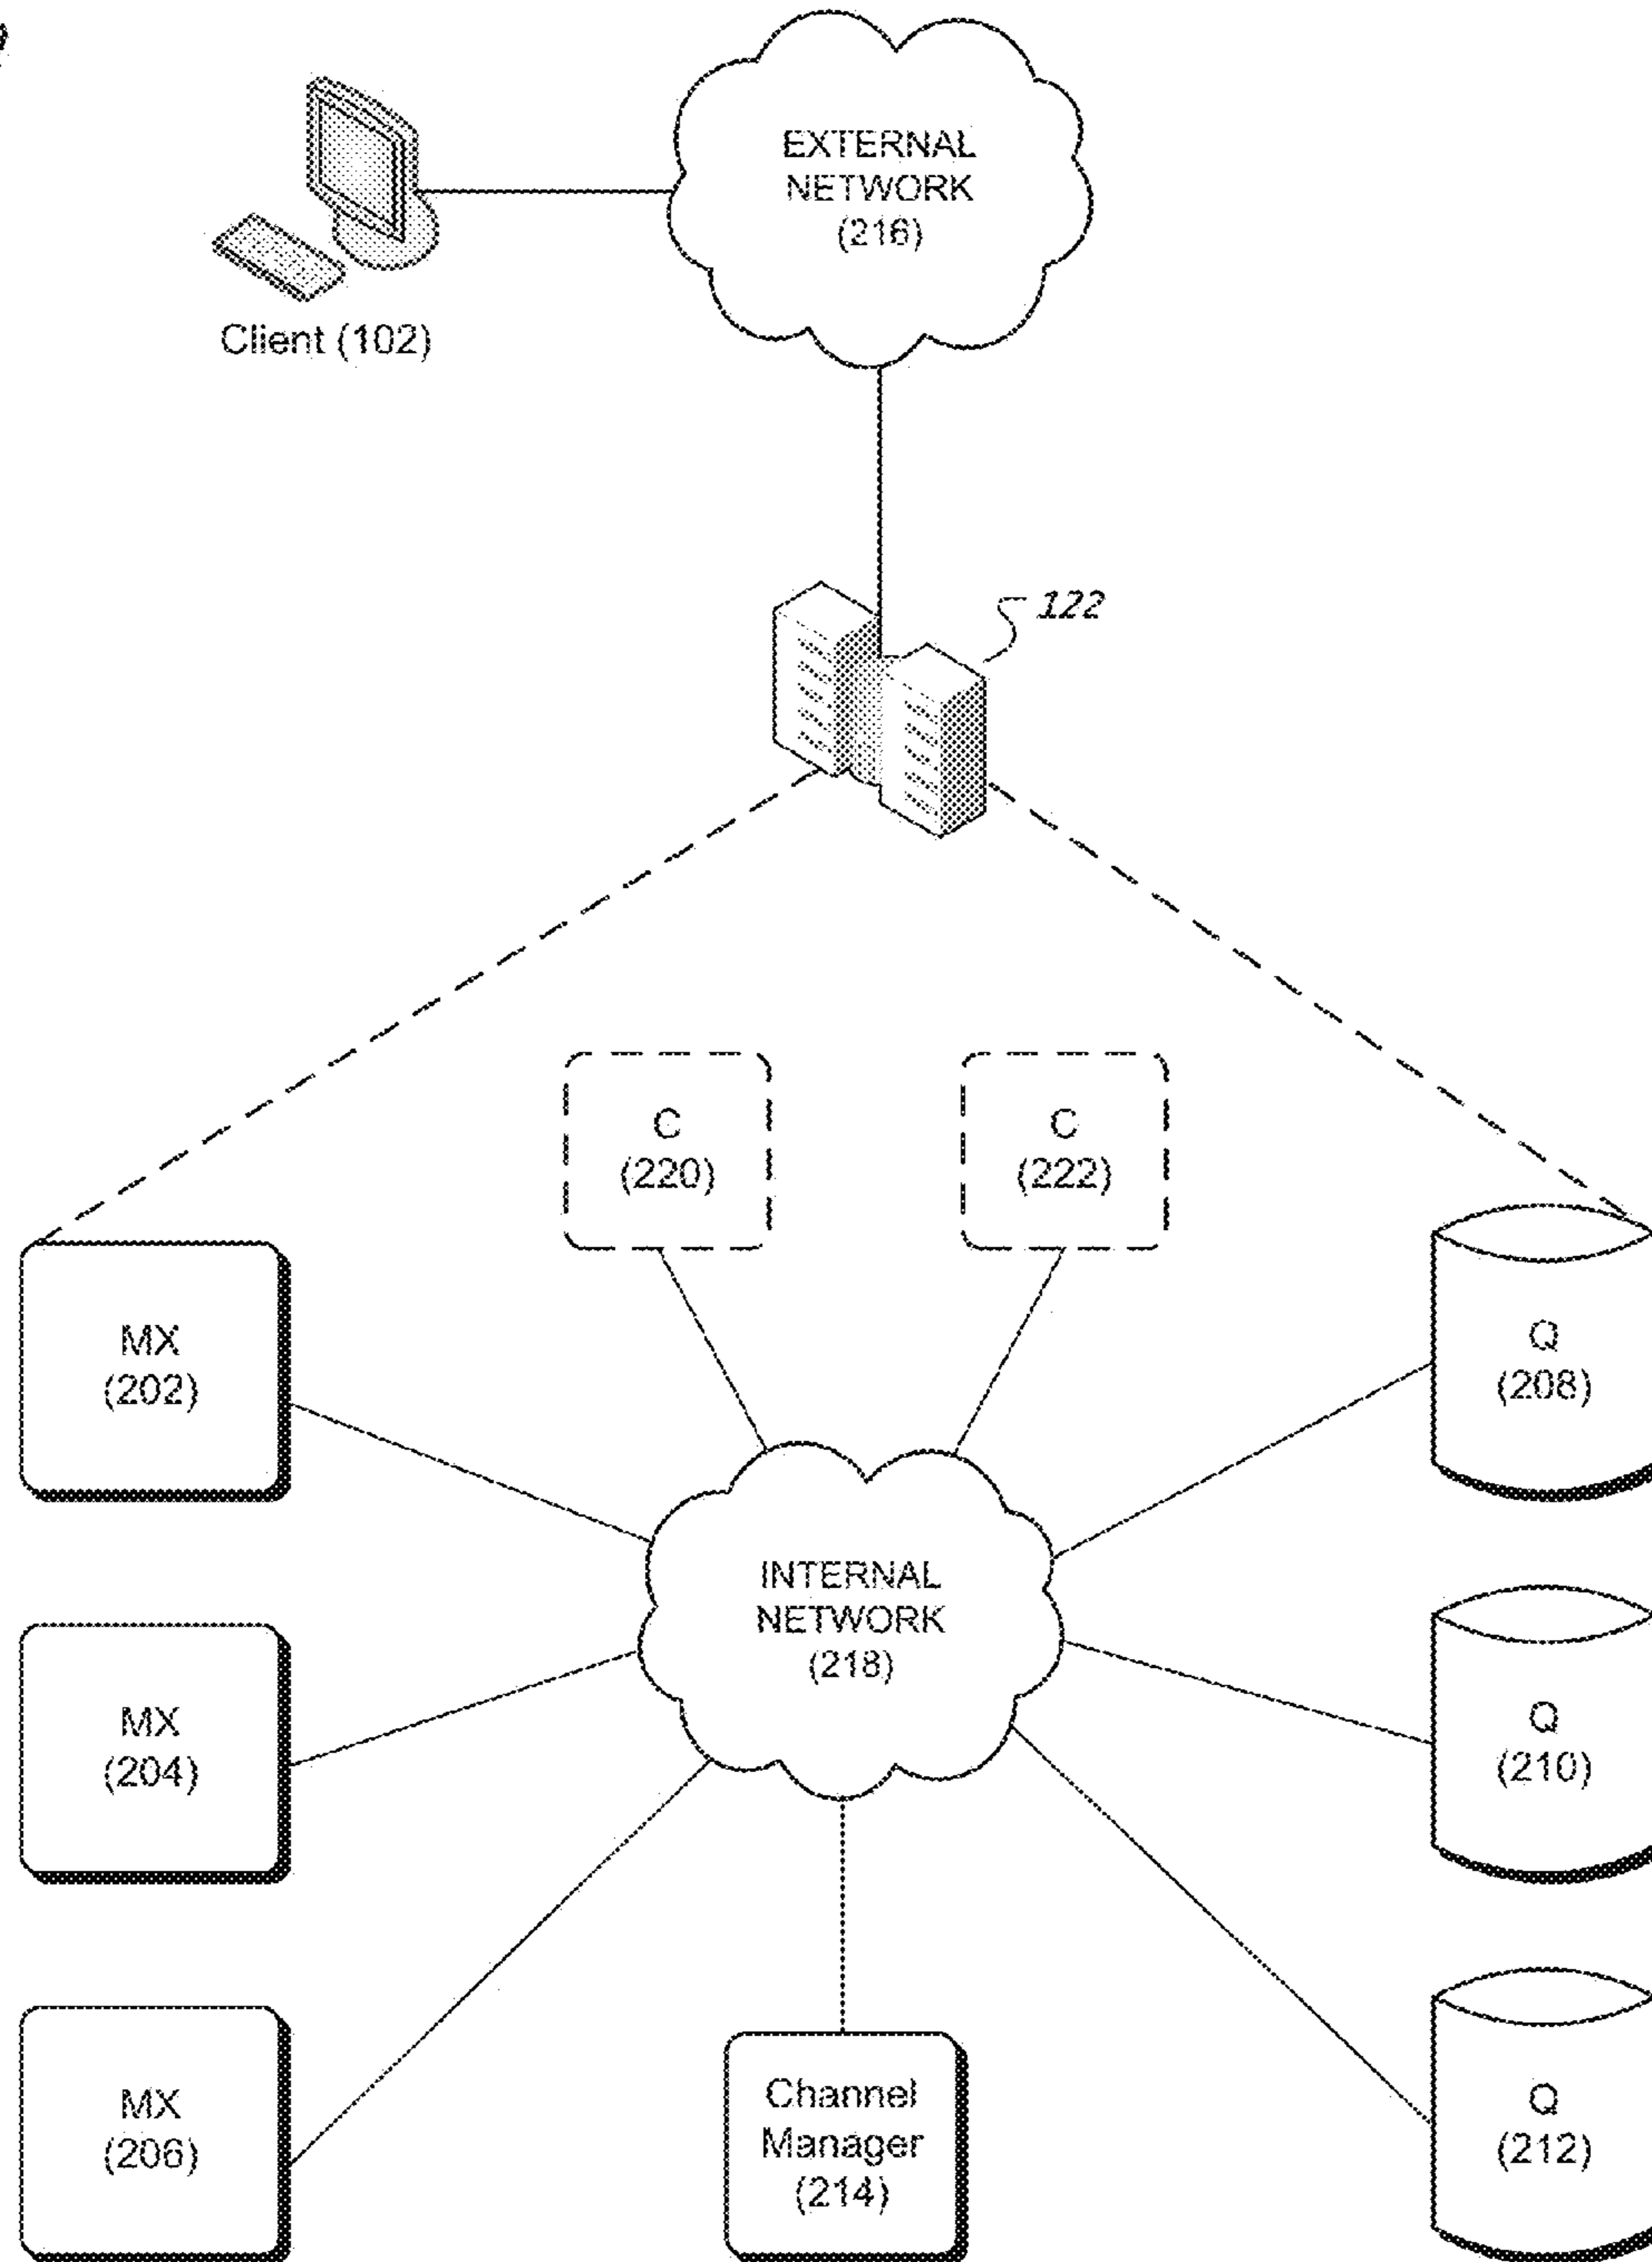 EXTERNAL
NETWORK
(216)
Client (102)
122
C
(220)
C
(222)
MX
(202)
Q
(208)
INTERNAL
NETWORK
(218)
MX
(204)
Q
(210)
MX
(206)
Channel
Manager
(214)
Q
(212)